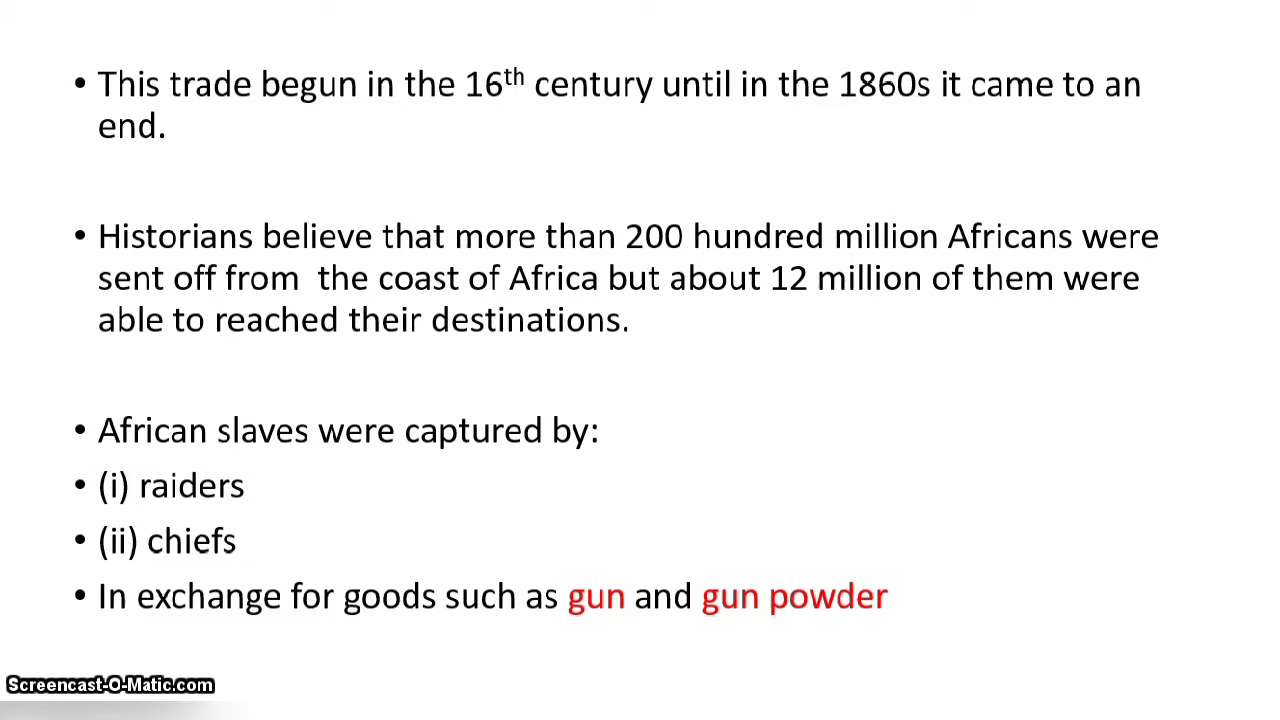 • This trade begun in the 16th century until in the 1860s it came to an
end.
• Historians believe that more than 200 hundred million Africans were
sent off from  the coast of Africa but about 12 million of them were
able to reached their destinations.
• African slaves were captured by:
• (i) raiders
• (ii) chiefs
• In exchange for goods such as gun and gun powder
Screencast-O-Matic.com